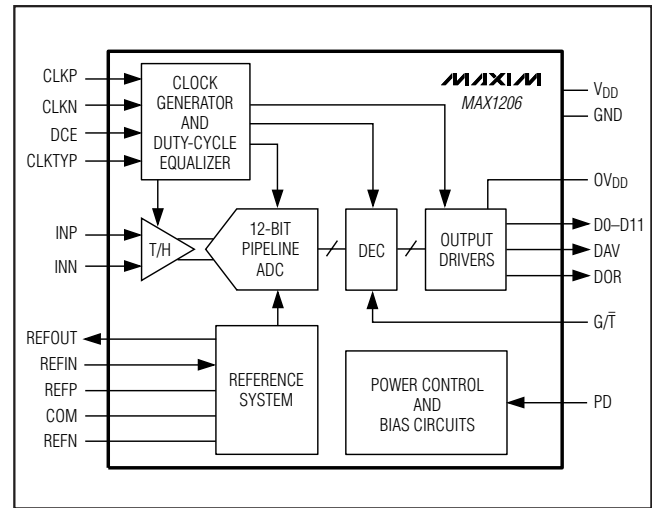 CLKP
CLKN
DCE
CLKTYP
INP
INN
REFOUT
REFIN
REFP
COM
REFN
CLOCK
GENERATOR
AND
DUTY-CYCLE
EQUALIZER
T/H
12-BIT
PIPELINE
ADC
DEC
OUTPUT
DRIVERS
REFERENCE
SYSTEM
POWER CONTROL
AND
BIAS CIRCUITS
MAXIM
MAX1206
VDD
GND
OVDD
D0–D11
DAV
DOR
G/T̅
PD